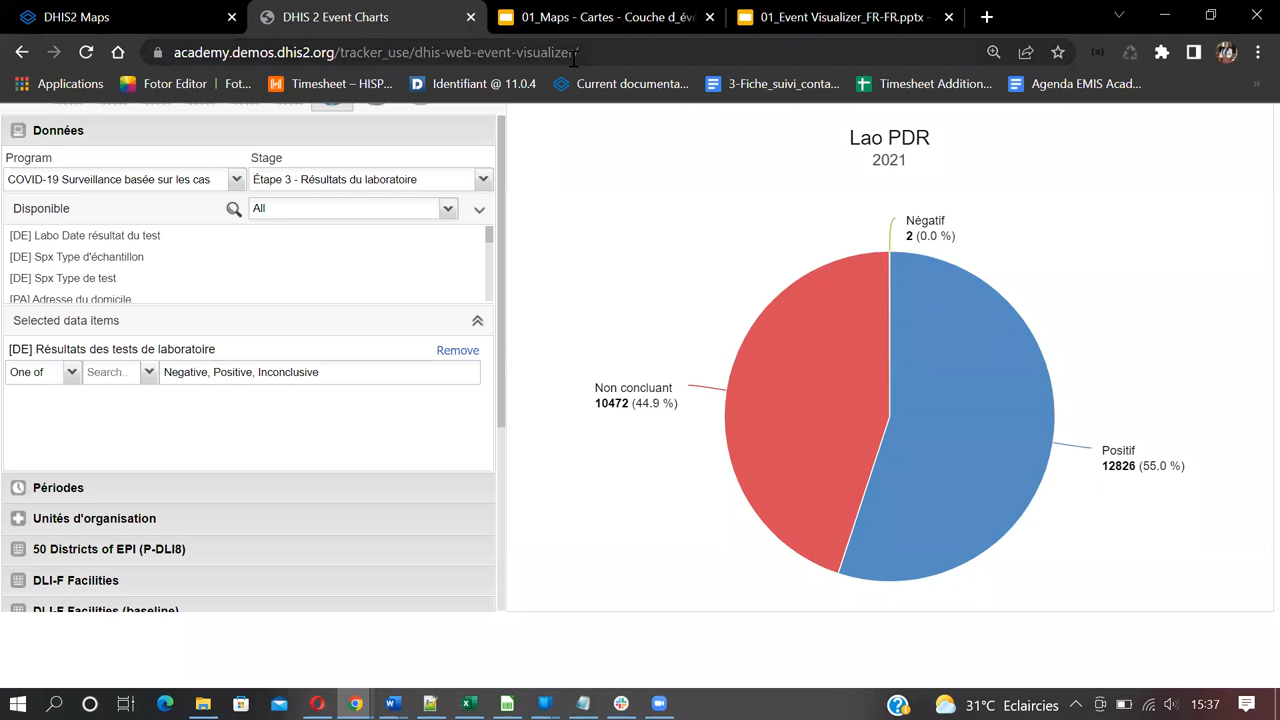 DHIS2 Maps
DHIS 2 Event Charts
01_Maps - Cartes - Couche d_évé
01_Event Visualizer_FR-FR.pptx -
academy.demos.dhis2.org/tracker_use/dhis-web-event-visualizer/
Applications
Fotor Editor | Fot...
Timesheet – HISP...
Identifiant @ 11.0.4
Current documenta...
3-Fiche_suivi_conta...
Timesheet Addition...
Agenda EMIS Acad...
Données
Program
Stage
COVID-19 Surveillance basée sur les cas
Étape 3 - Résultats du laboratoire
Disponible
All
[DE] Labo Date résultat du test
[DE] Spx Type d'échantillon
[DE] Spx Type de test
[PA] Adresse du domicile
Selected data items
[DE] Résultats des tests de laboratoire
Remove
One of
Search..
Negative, Positive, Inconclusive
Périodes
Unités d'organisation
50 Districts of EPI (P-DLI8)
DLI-F Facilities
DLI-F Facilities (baseline)
Lao PDR
2021
Négatif
2 (0.0 %)
Non concluant
10472 (44.9 %)
Positif
12826 (55.0 %)
31°C Eclaircies
15:37